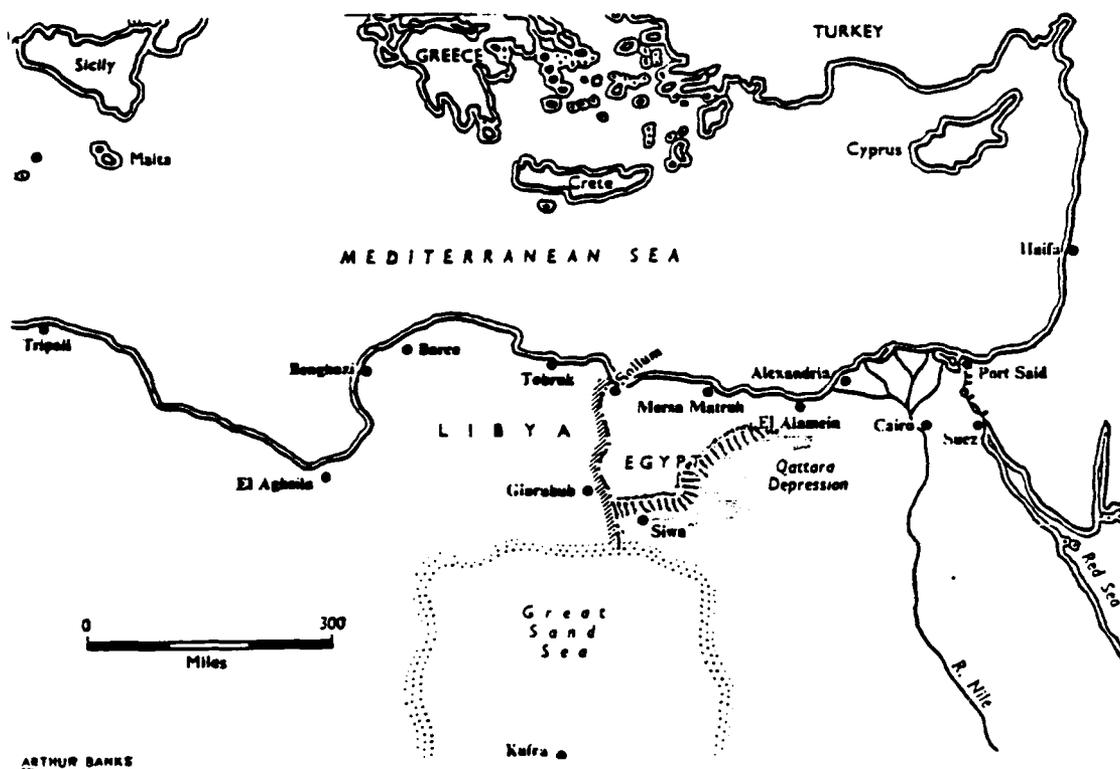 TURKEY
GREECE
Sicily
Malta
Cyprus
Crete
MEDITERRANEAN SEA
Haifa
Tripoli
Benghazi
Barce
Tobruk
Sollum
Mersa Matruh
Alexandria
El Alamein
Port Said
Cairo
Suez
LIBYA
EGYPT
Qattara
Depression
El Agheila
Giarabub
Siwa
Red Sea
Great
Sand
Sea
0 300
Miles
R. Nile
Kufra
ARTHUR BANKS